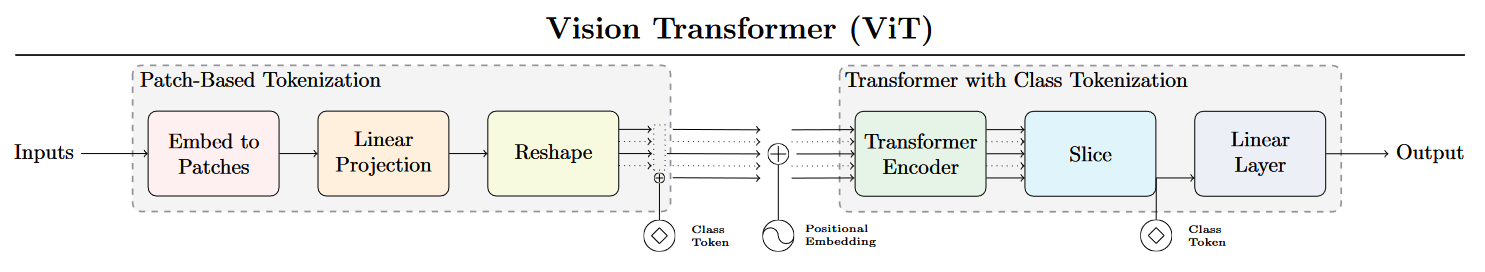 Vision Transformer (ViT)
Patch-Based Tokenization
Transformer with Class Tokenization
Inputs
Embed to
Patches
Linear
Projection
Reshape
Transformer
Encoder
Slice
Linear
Layer
Output
Class
Token
Positional
Embedding
Class
Token